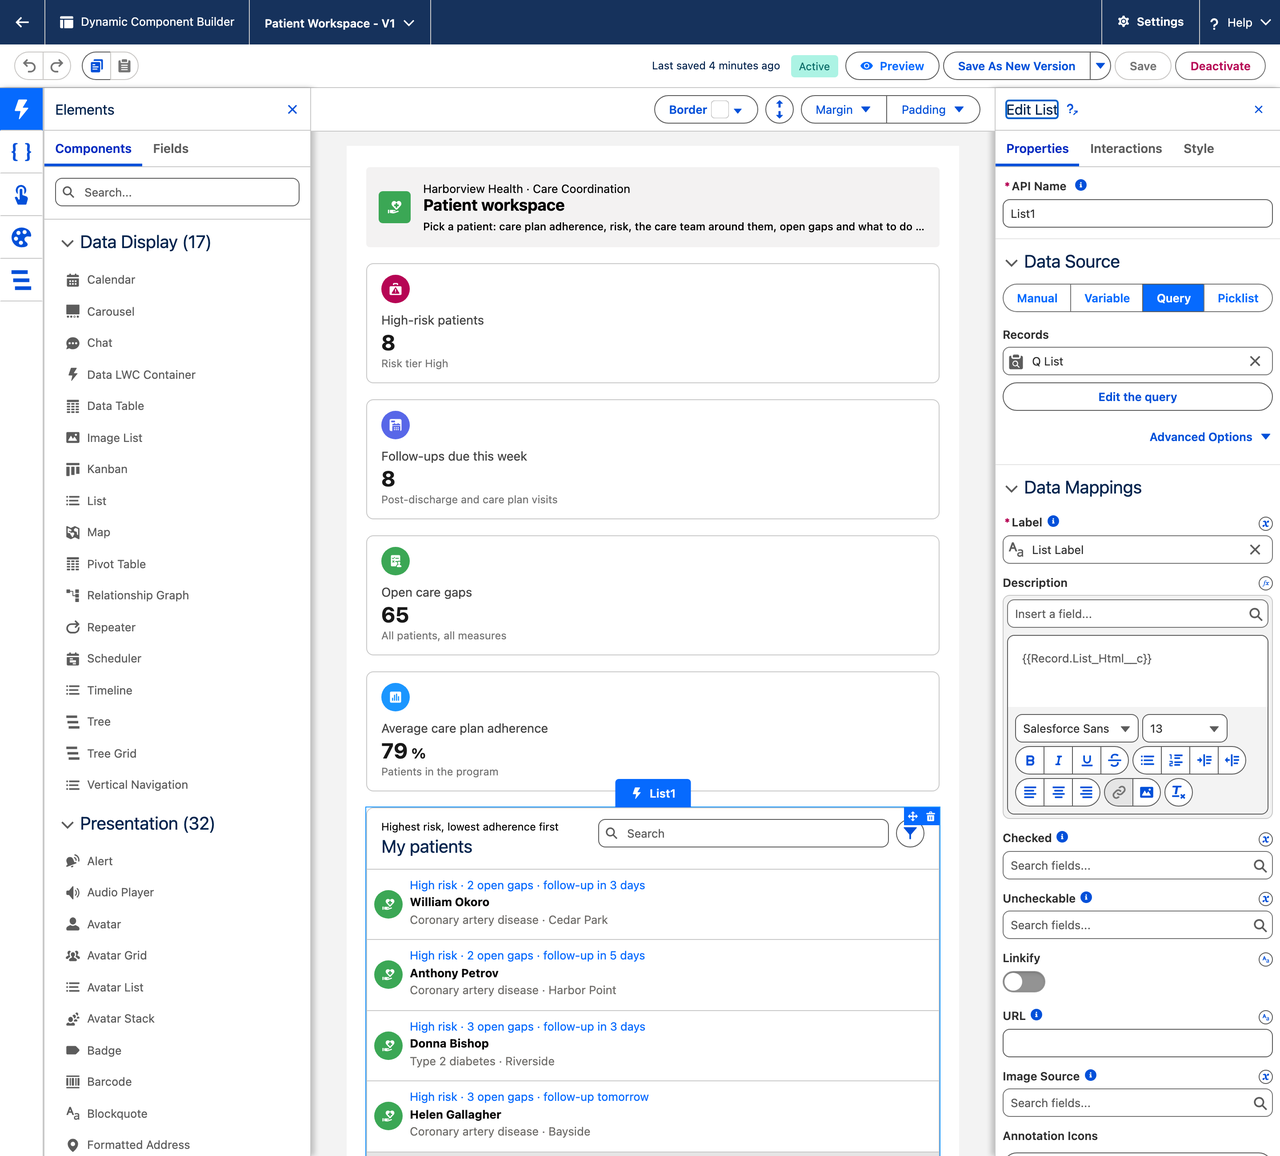 Dynamic Component Builder
Patient Workspace - V1
Settings
? Help
Last saved 4 minutes ago
Active
Preview
Save As New Version
Save
Deactivate
Elements
Components
Fields
Search...
Data Display (17)
Calendar
Carousel
Chat
Data LWC Container
Data Table
Image List
Kanban
List
Map
Pivot Table
Relationship Graph
Repeater
Scheduler
Timeline
Tree
Tree Grid
Vertical Navigation
Presentation (32)
Alert
Audio Player
Avatar
Avatar Grid
Avatar List
Avatar Stack
Badge
Barcode
Blockquote
Formatted Address
Border
Margin
Padding
Harborview Health · Care Coordination
Patient workspace
Pick a patient: care plan adherence, risk, the care team around them, open gaps and what to do ...
High-risk patients
8
Risk tier High
Follow-ups due this week
8
Post-discharge and care plan visits
Open care gaps
65
All patients, all measures
Average care plan adherence
79 %
Patients in the program
List1
Highest risk, lowest adherence first
My patients
Search
High risk · 2 open gaps · follow-up in 3 days
William Okoro
Coronary artery disease · Cedar Park
High risk · 2 open gaps · follow-up in 5 days
Anthony Petrov
Coronary artery disease · Harbor Point
High risk · 3 open gaps · follow-up in 3 days
Donna Bishop
Type 2 diabetes · Riverside
High risk · 3 open gaps · follow-up tomorrow
Helen Gallagher
Coronary artery disease · Bayside
Edit List
Properties
Interactions
Style
* API Name
List1
Data Source
Manual
Variable
Query
Picklist
Records
Q List
Edit the query
Advanced Options
Data Mappings
* Label
Aa List Label
Description
Insert a field...
{{Record.List_Html__c}}
Salesforce Sans
13
B I U S
Checked
Search fields...
Uncheckable
Search fields...
Linkify
URL
Image Source
Search fields...
Annotation Icons